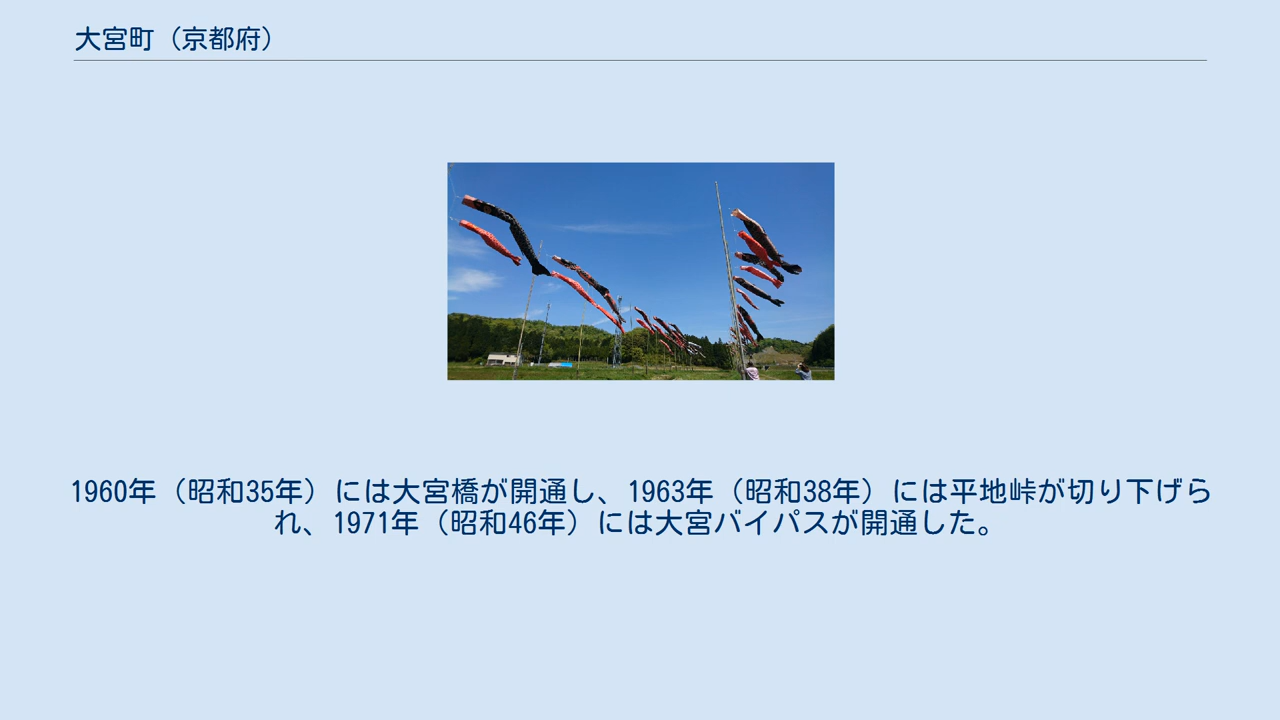 大宮町（京都府）
1960年（昭和35年）には大宮橋が開通し、1963年（昭和38年）には平地峠が切り下げら
れ、1971年（昭和46年）には大宮バイパスが開通した。